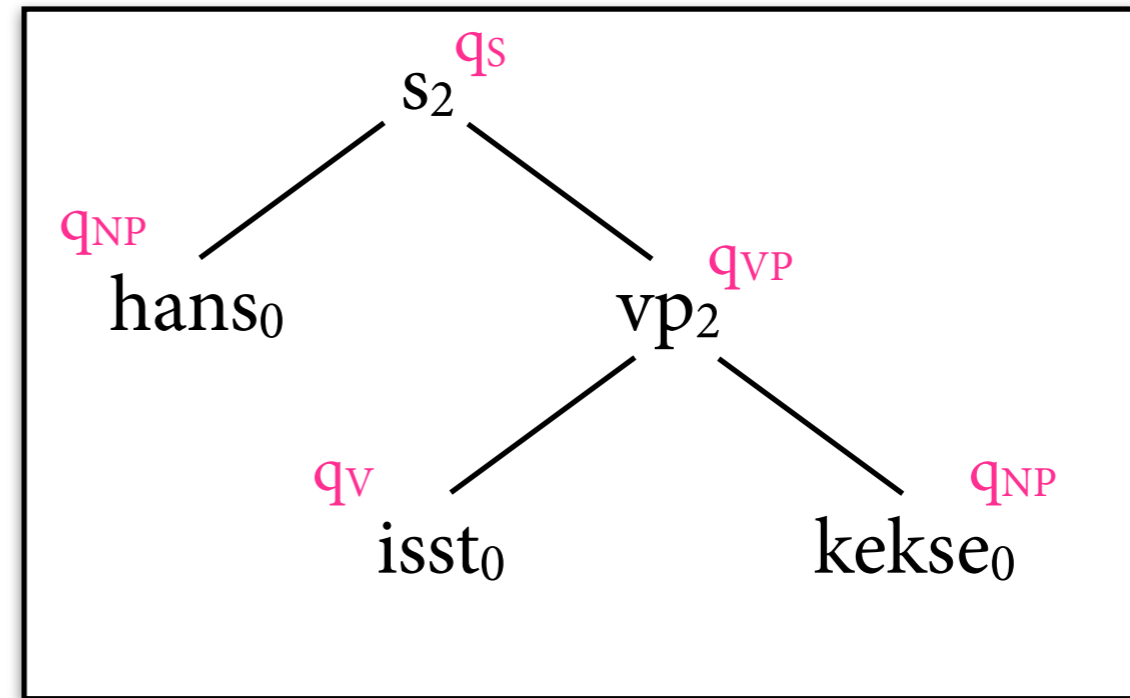 s₂ qS
qNP
hans₀
vp₂ qVP
qV
isst₀
qNP
kekse₀